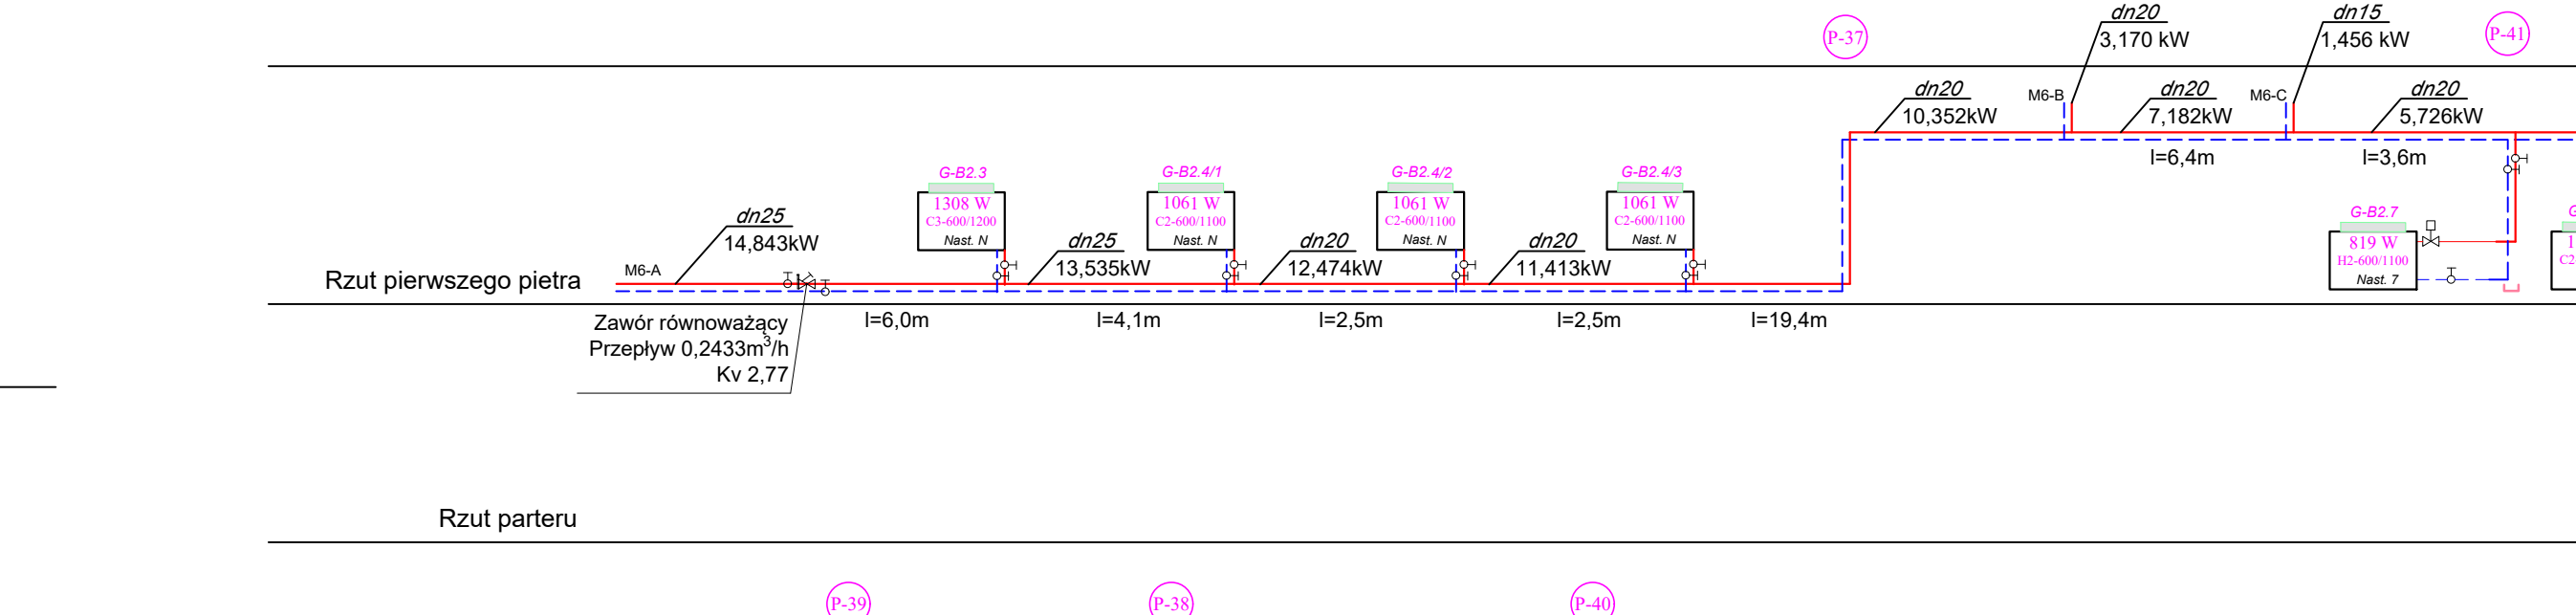 dn20
3,170 kW
dn15
1,456 kW
P-37
P-41
dn20
10,352kW
M6-B
dn20
7,182kW
M6-C
dn20
5,726kW
l=6,4m
l=3,6m
G-B2.3
1308 W
C3-600/1200
Nast. N
G-B2.4/1
1061 W
C2-600/1100
Nast. N
G-B2.4/2
1061 W
C2-600/1100
Nast. N
G-B2.4/3
1061 W
C2-600/1100
Nast. N
G-B2.7
819 W
H2-600/1100
Nast. 7
dn25
14,843kW
dn25
13,535kW
dn20
12,474kW
dn20
11,413kW
M6-A
Rzut pierwszego pietra
l=6,0m
l=4,1m
l=2,5m
l=2,5m
l=19,4m
Zawór równoważący
Przepływ 0,2433m³/h
Kv 2,77
Rzut parteru
P-39
P-38
P-40